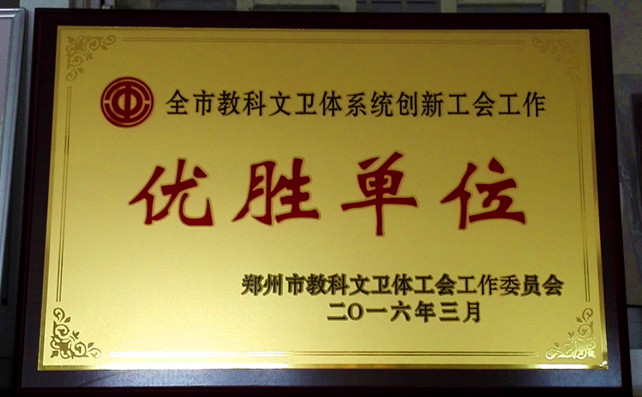 全市教科文卫体系统创新工会工作
优胜单位
郑州市教科文卫体工会工作委员会
二〇一六年三月